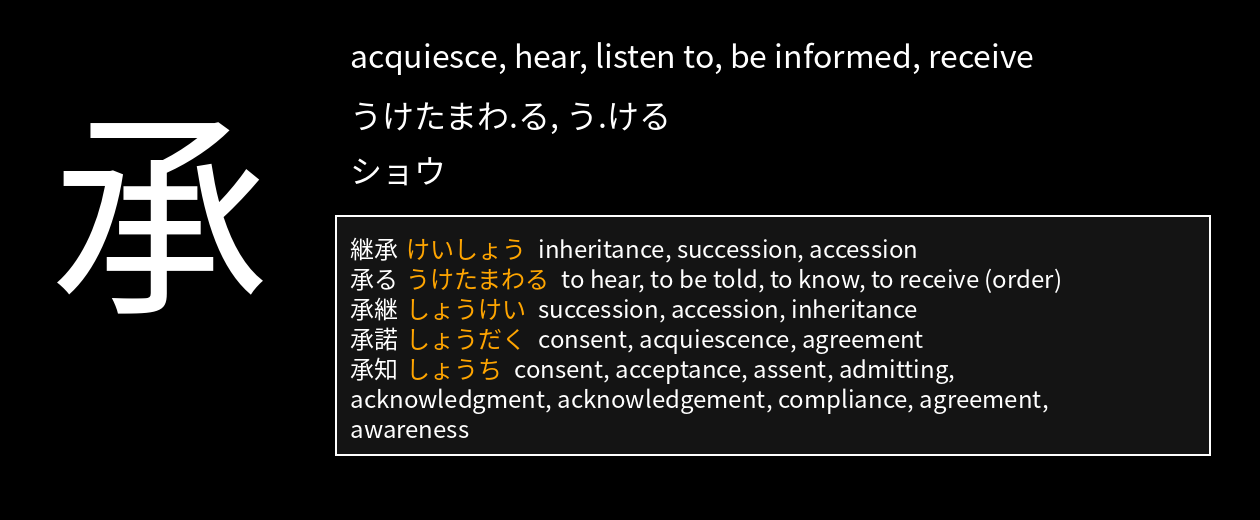 承
acquiesce, hear, listen to, be informed, receive
うけたまわ.る, う.ける
ショウ
継承 けいしょう inheritance, succession, accession
承る うけたまわる to hear, to be told, to know, to receive (order)
承継 しょうけい succession, accession, inheritance
承諾 しょうだく consent, acquiescence, agreement
承知 しょうち consent, acceptance, assent, admitting,
acknowledgment, acknowledgement, compliance, agreement,
awareness